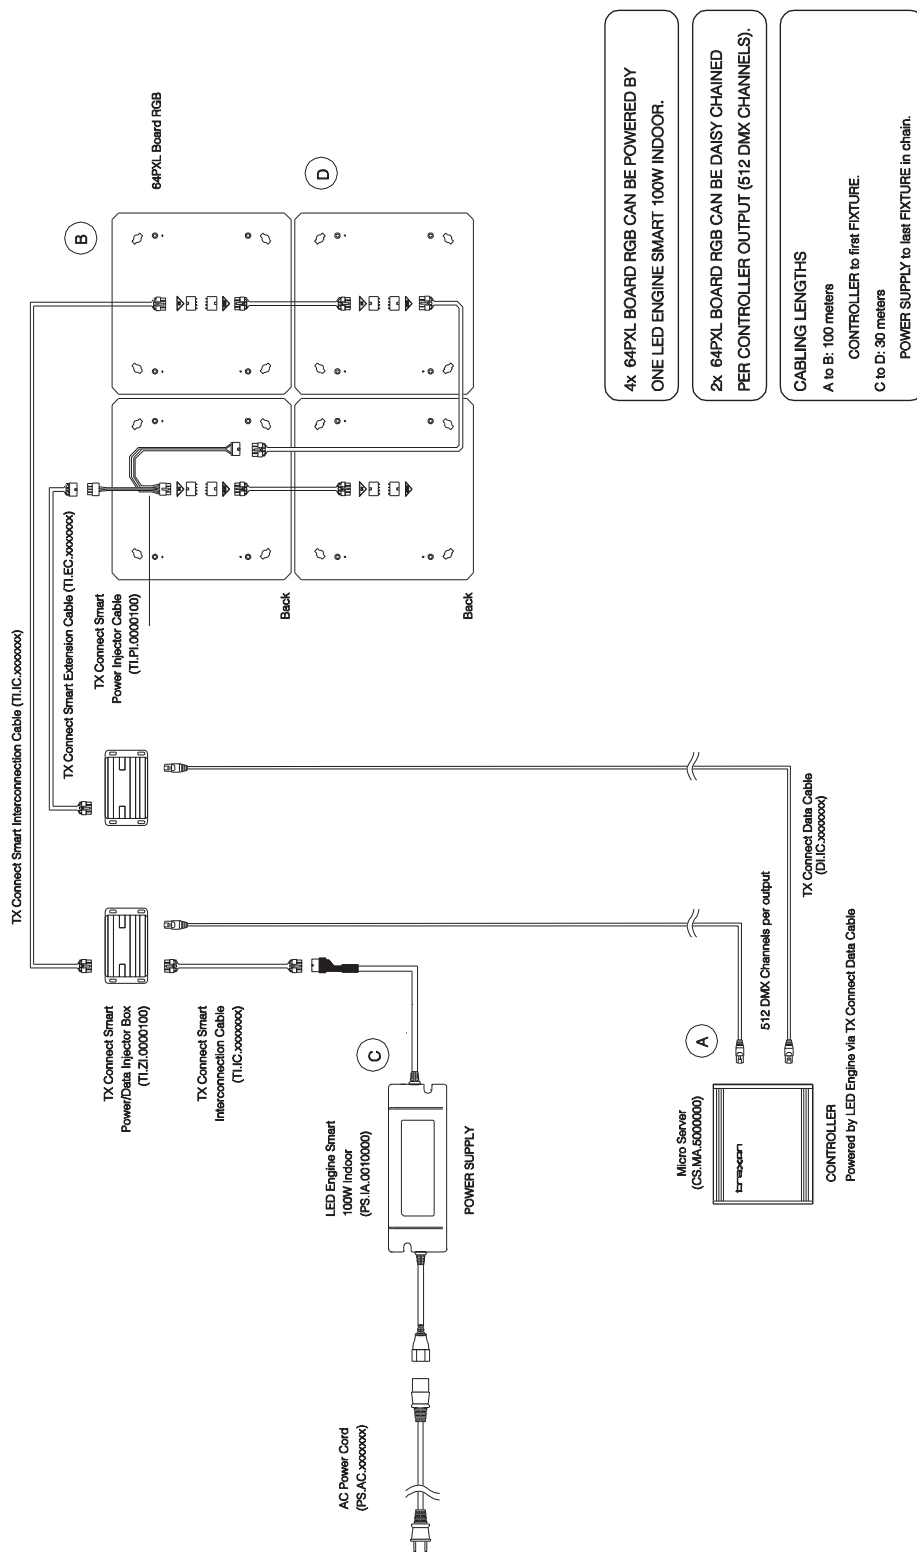 TX Connect Smart Interconnection Cable (TI.IC.xxxxxxx)
TX Connect Smart Extension Cable (TI.EC.xxxxxxx)
TX Connect Smart
Power Injector Cable
(TI.PI.0000100)
64PXL Board RGB
B
D
Back
Back
TX Connect Smart
Power/Data Injector Box
(TI.ZI.0000100)
TX Connect Smart
Interconnection Cable
(TI.IC.xxxxxxx)
C
LED Engine Smart
100W Indoor
(PS.IA.0010000)
POWER SUPPLY
AC Power Cord
(PS.AC.xxxxxxx)
A
Micro Server
(CS.MA.5000000)
traxon
CONTROLLER
Powered by LED Engine via TX Connect Data Cable
512 DMX Channels per output
TX Connect Data Cable
(DI.IC.xxxxxxx)
4x 64PXL BOARD RGB CAN BE POWERED BY
ONE LED ENGINE SMART 100W INDOOR.
2x 64PXL BOARD RGB CAN BE DAISY CHAINED
PER CONTROLLER OUTPUT (512 DMX CHANNELS).
CABLING LENGTHS
A to B: 100 meters
CONTROLLER to first FIXTURE.
C to D: 30 meters
POWER SUPPLY to last FIXTURE in chain.